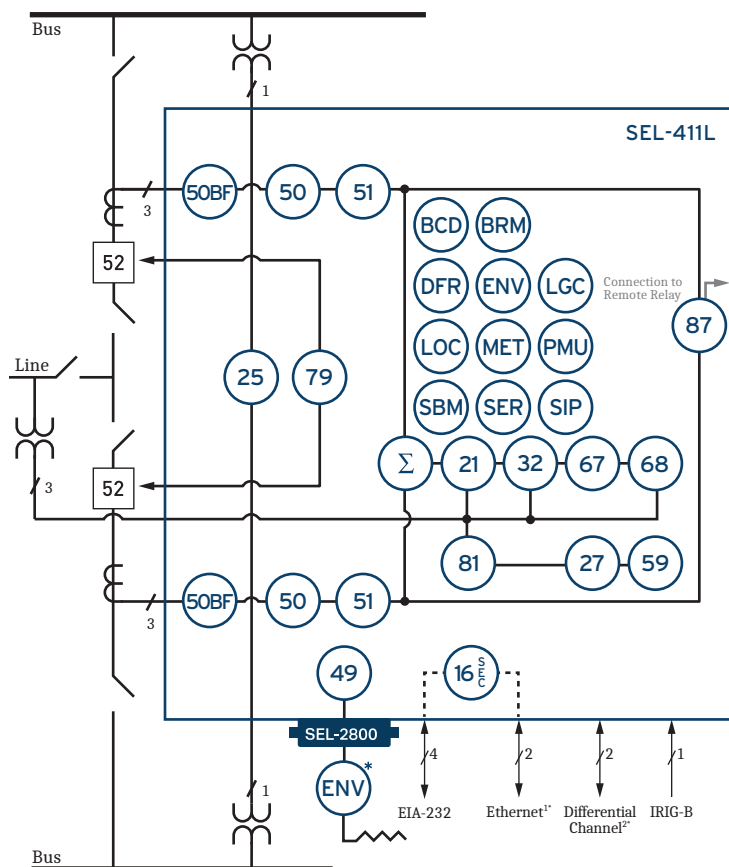 Bus
1
SEL-411L
3
50BF
50
51
BCD
BRM
52
DFR
ENV
LGC
Connection to
Remote Relay
87
LOC
MET
PMU
Line
25
79
SBM
SER
SIP
Σ
21
32
67
68
3
52
81
27
59
3
50BF
50
51
49
16 SEC
SEL-2800
4
2
2
1
ENV*
1
EIA-232
Ethernet1*
Differential
Channel2*
IRIG-B
Bus